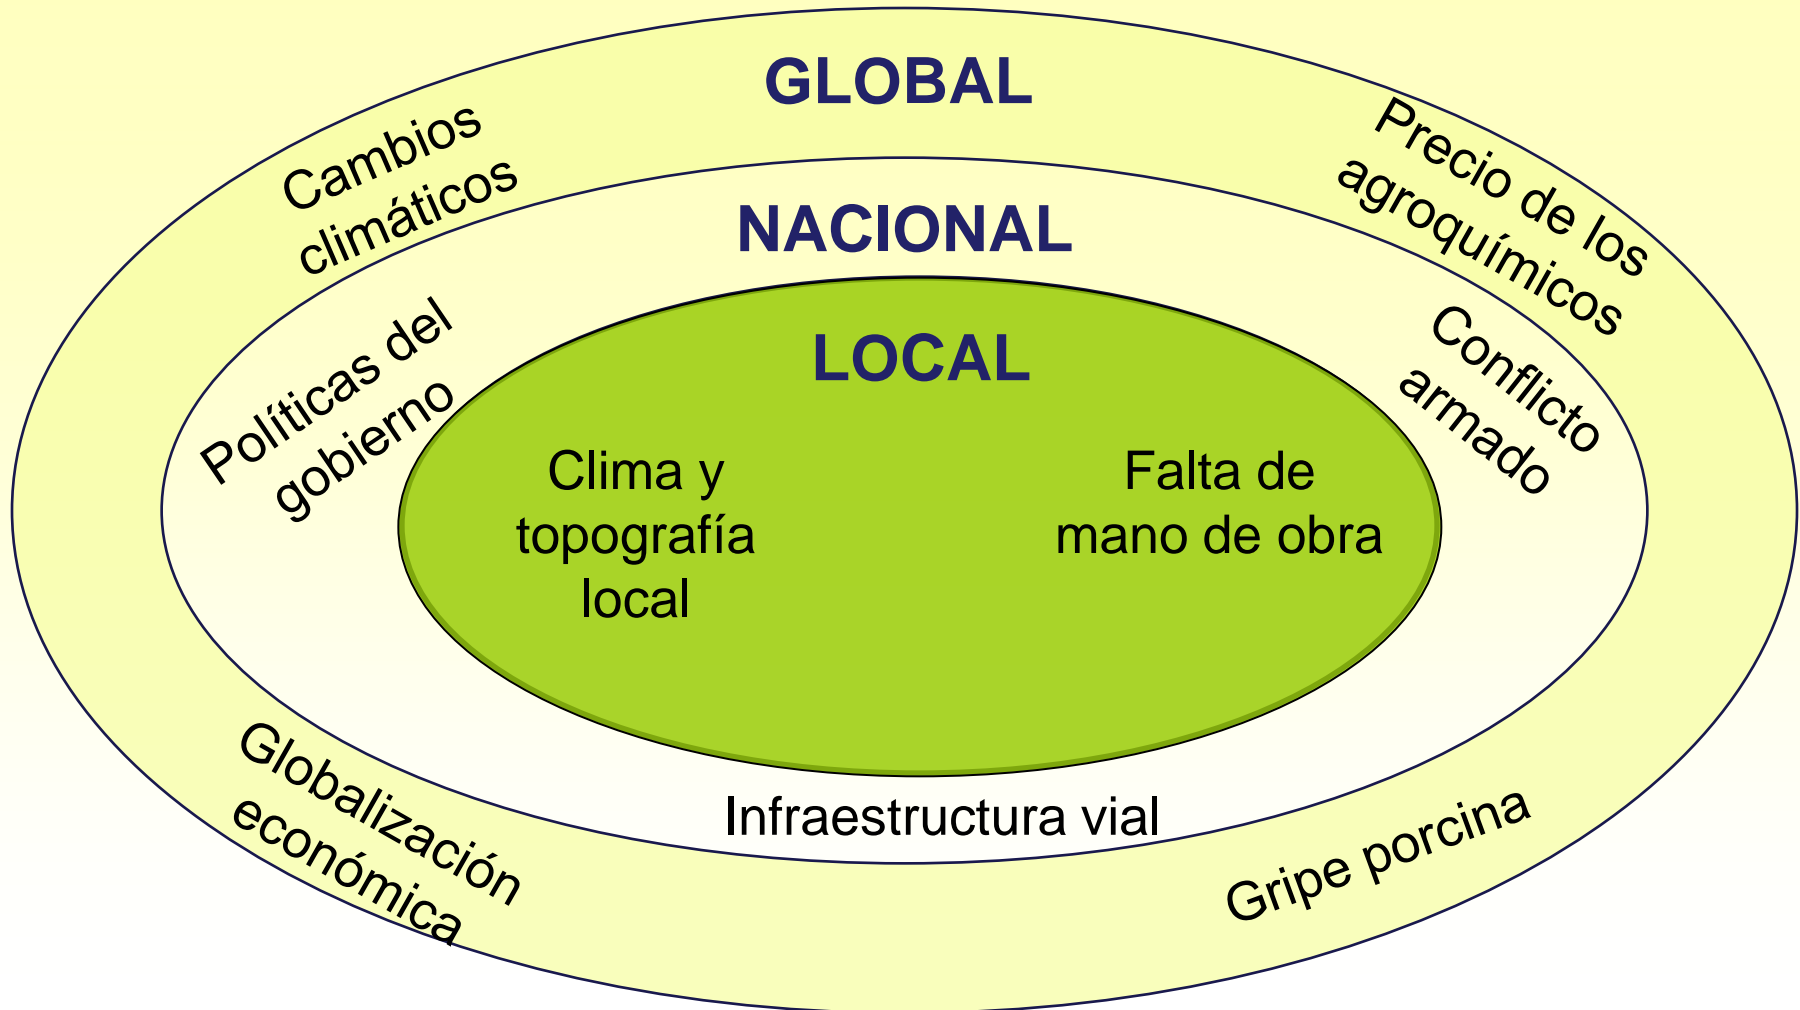 GLOBAL
Cambios
climáticos
Precio de los
agroquímicos
NACIONAL
Políticas del
gobierno
Conflicto
armado
LOCAL
Clima y
topografía
local
Falta de
mano de obra
Globalización
económica
Infraestructura vial
Gripe porcina